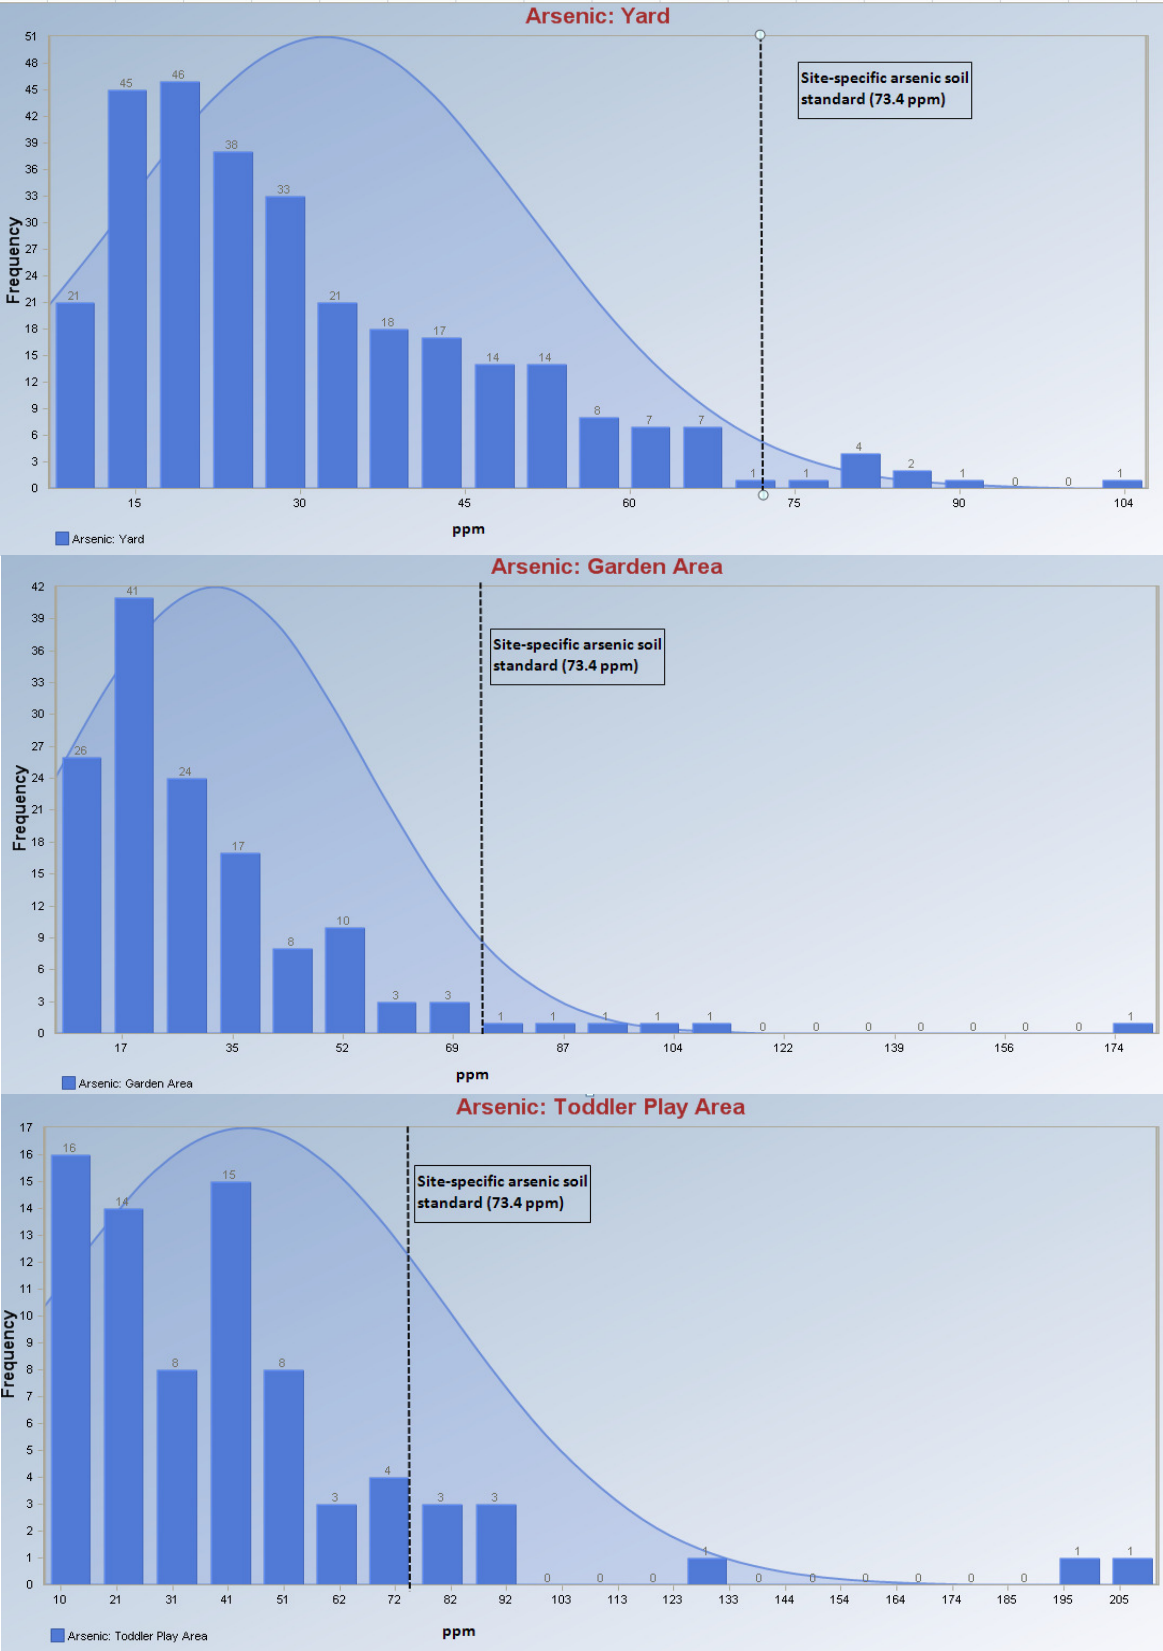 Arsenic: Yard
51
48
45
42
39
36
33
30
27
24
21
18
15
12
9
6
3
0
Frequency
21 45 46 38 33 21 18 17 14 14 8 7 7 1 1 4 2 1 0 0 1
Site-specific arsenic soil
standard (73.4 ppm)
15 30 45 60 75 90 104
ppm
Arsenic: Yard
Arsenic: Garden Area
42
39
36
33
30
27
24
21
18
15
12
9
6
3
0
Frequency
26 41 24 17 8 10 3 3 1 1 1 1 1 0 0 0 0 0 0 0 1
Site-specific arsenic soil
standard (73.4 ppm)
17 35 52 69 87 104 122 139 156 174
ppm
Arsenic: Garden Area
Arsenic: Toddler Play Area
17
16
15
14
13
12
11
10
9
8
7
6
5
4
3
2
1
0
Frequency
16 14 8 15 8 3 4 3 3 0 0 0 1 0 0 0 0 0 0 1 1
Site-specific arsenic soil
standard (73.4 ppm)
10 21 31 41 51 62 72 82 92 103 113 123 133 144 154 164 174 185 195 205
ppm
Arsenic: Toddler Play Area